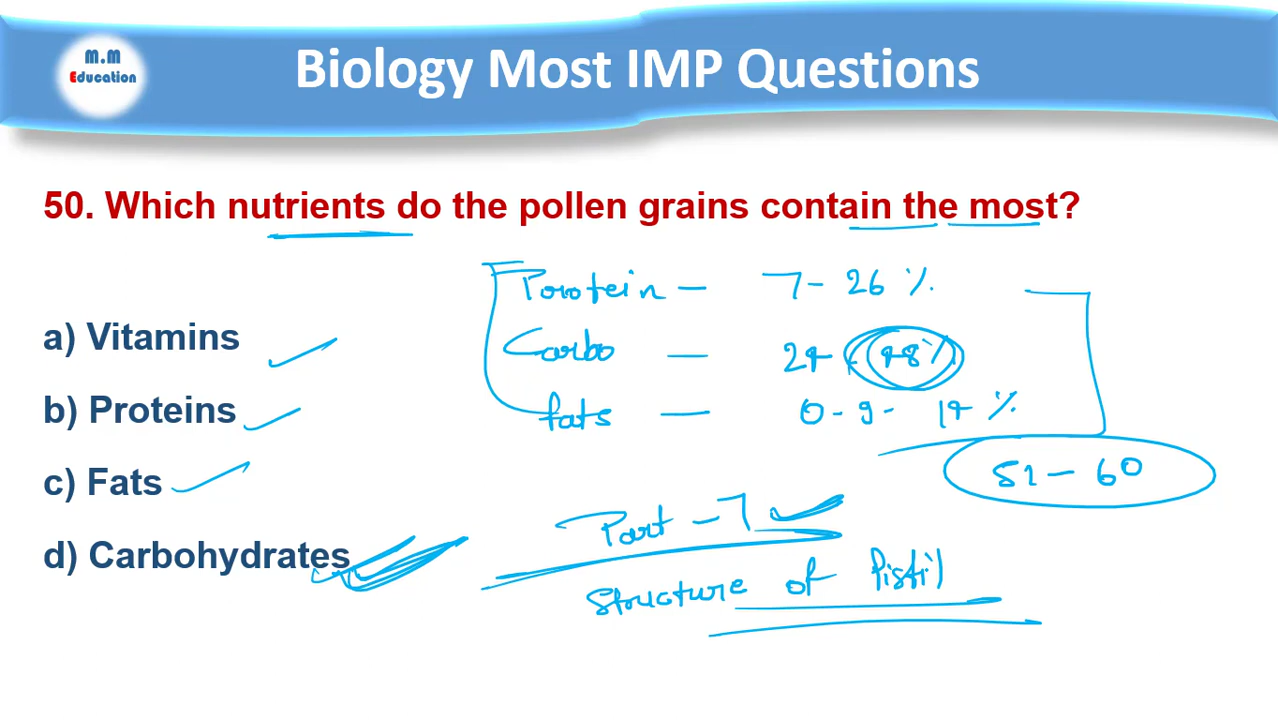 M.M
Education
Biology Most IMP Questions
50. Which nutrients do the pollen grains contain the most?
Protein - 7 - 26 %
a) Vitamins
Carbo - 24 - 48%
b) Proteins
fats - 0 - 9 - 14 %
c) Fats
51 - 60
Part - 7
d) Carbohydrates
Structure of Pistil